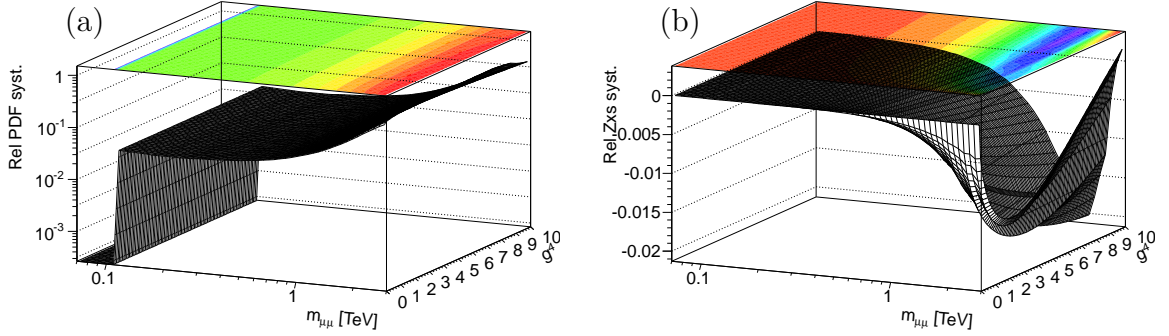 (a)
Rel PDF syst.
1
10⁻¹
10⁻²
10⁻³
0.1
1
m_μμ [TeV]
0 1 2 3 4 5 6 7 8 9 10
g⁴
(b)
Rel. Zxs syst.
0
-0.005
-0.01
-0.015
-0.02
0.1
1
m_μμ [TeV]
0 1 2 3 4 5 6 7 8 9 10
g⁴